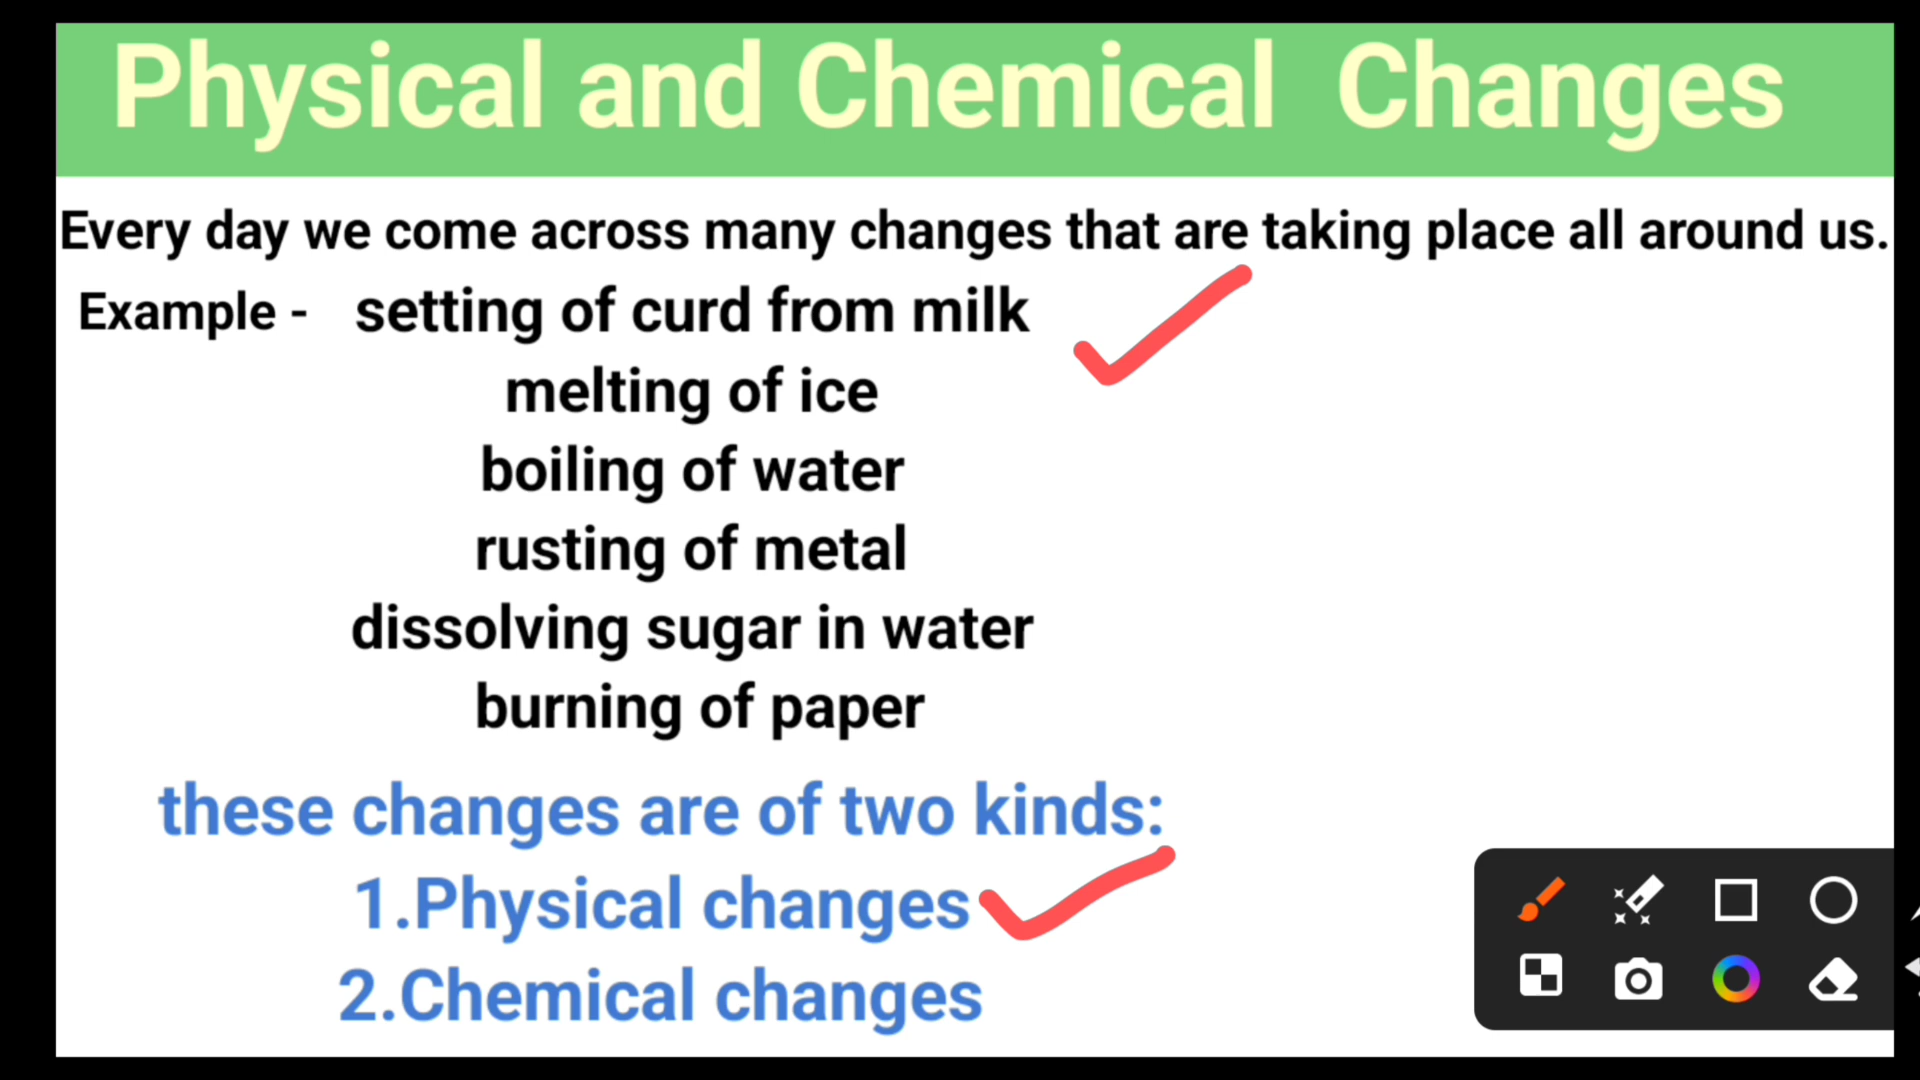 Physical and Chemical Changes
Every day we come across many changes that are taking place all around us.
Example - setting of curd from milk
melting of ice
boiling of water
rusting of metal
dissolving sugar in water
burning of paper
these changes are of two kinds:
1.Physical changes
2.Chemical changes